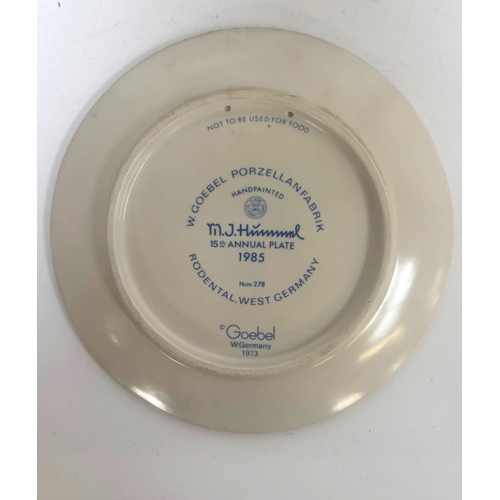 NOT TO BE USED FOR FOOD
W. GOEBEL PORZELLANFABRIK
HANDPAINTED
M.J.Hummel
15th ANNUAL PLATE
1985
Hum 278
RODENTAL, WEST GERMANY
© Goebel
W.Germany
1973